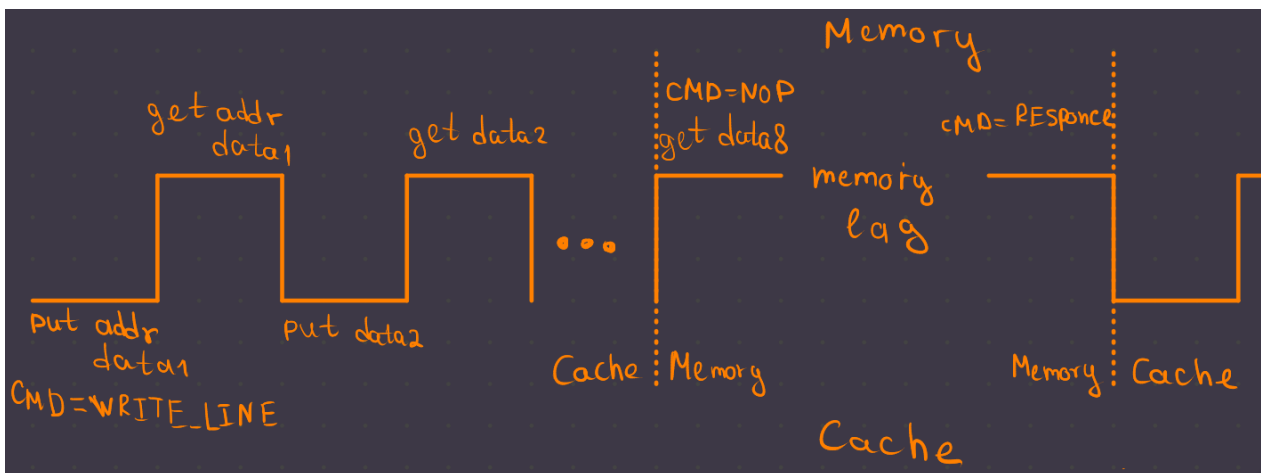 Memory
CMD=NOP
get addr
data1
get data2
get data8
CMD= RESponce
memory
lag
...
put addr
data1
put data2
CMD=WRITE_LINE
Cache
Memory
Memory
Cache
Cache